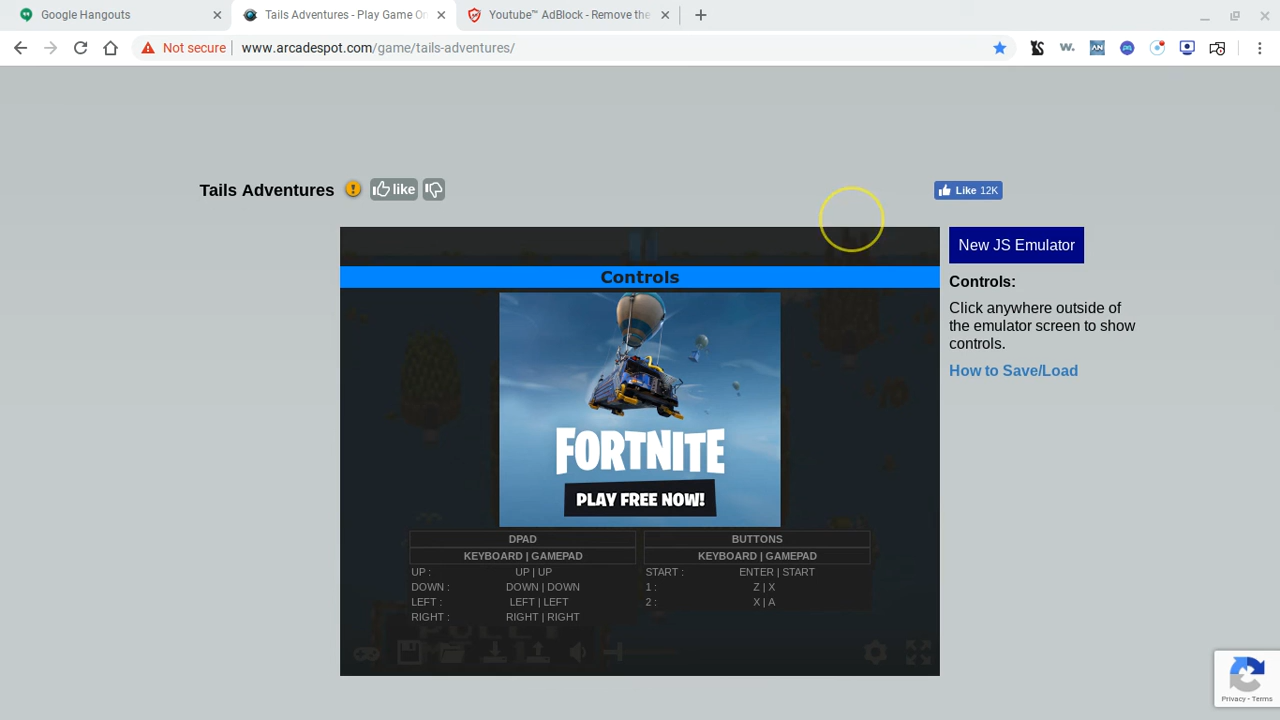 Google Hangouts
Tails Adventures - Play Game On
Youtube™ AdBlock - Remove the
Not secure
www.arcadespot.com/game/tails-adventures/
Tails Adventures
like
Like 12K
New JS Emulator
Controls
Controls:
Click anywhere outside of
the emulator screen to show
controls.
How to Save/Load
FORTNITE
PLAY FREE NOW!
DPAD
KEYBOARD | GAMEPAD
UP : UP | UP
DOWN : DOWN | DOWN
LEFT : LEFT | LEFT
RIGHT : RIGHT | RIGHT
BUTTONS
KEYBOARD | GAMEPAD
START : ENTER | START
1 : Z | X
2 : X | A
Privacy - Terms